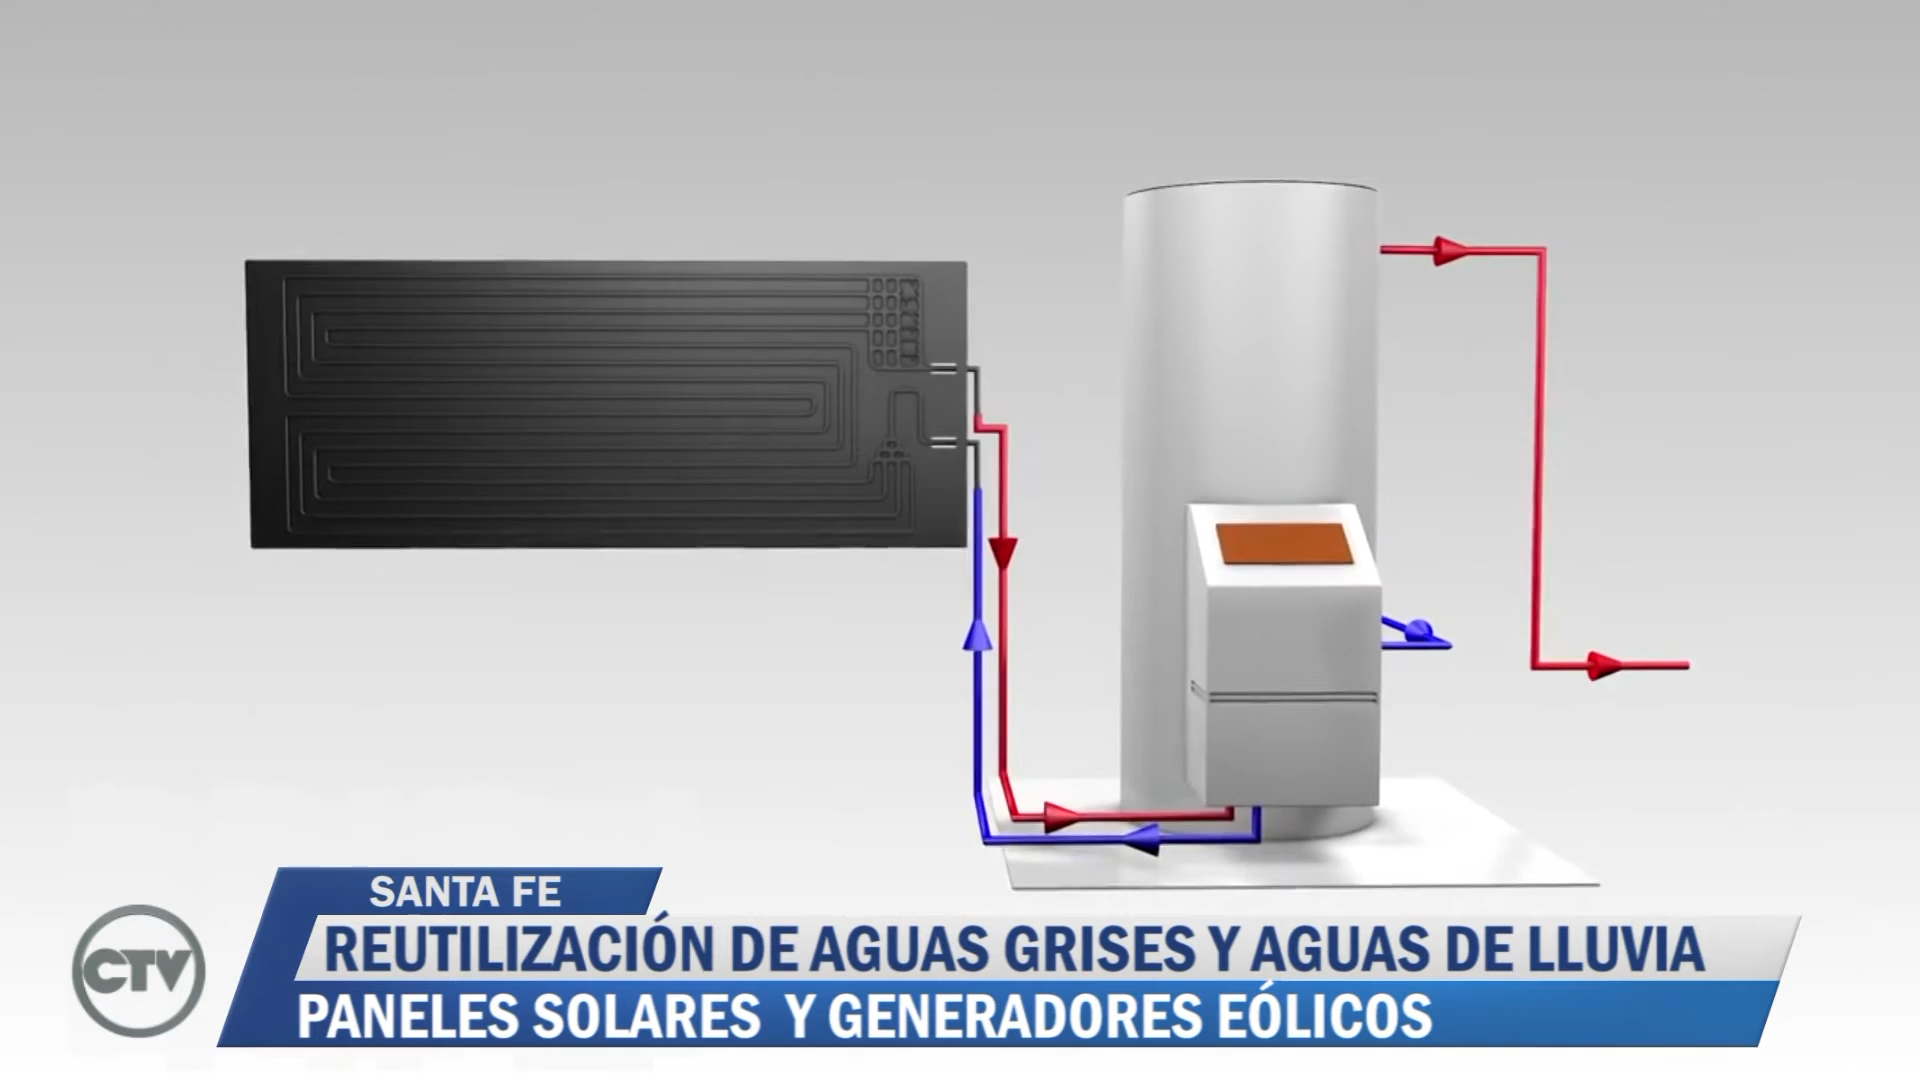 SANTA FE
REUTILIZACIÓN DE AGUAS GRISES Y AGUAS DE LLUVIA
PANELES SOLARES Y GENERADORES EÓLICOS
CTV